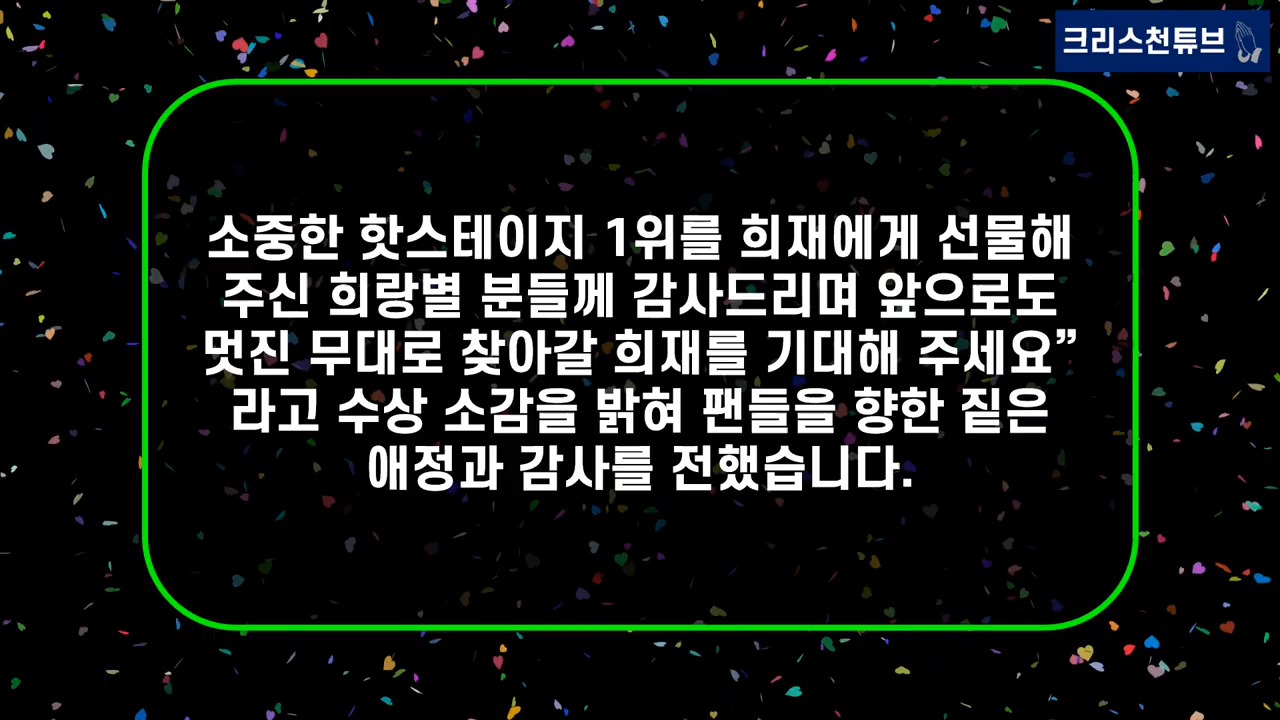 크리스천튜브
소중한 핫스테이지 1위를 희재에게 선물해
주신 희랑별 분들께 감사드리며 앞으로도
멋진 무대로 찾아갈 희재를 기대해 주세요”
라고 수상 소감을 밝혀 팬들을 향한 짙은
애정과 감사를 전했습니다.